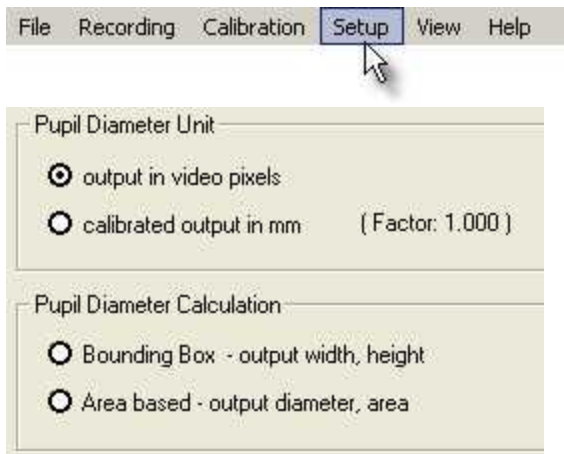 File Recording Calibration Setup View Help
Pupil Diameter Unit
output in video pixels
calibrated output in mm ( Factor: 1.000 )
Pupil Diameter Calculation
Bounding Box - output width, height
Area based - output diameter, area